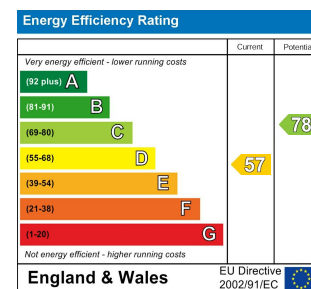 Energy Efficiency Rating
Current Potentia
Very energy efficient - lower running costs
(92 plus) A
(81-91) B
(69-80) C
78
(55-68) D
57
(39-54) E
(21-38) F
(1-20) G
Not energy efficient - higher running costs
England & Wales
EU Directive
2002/91/EC